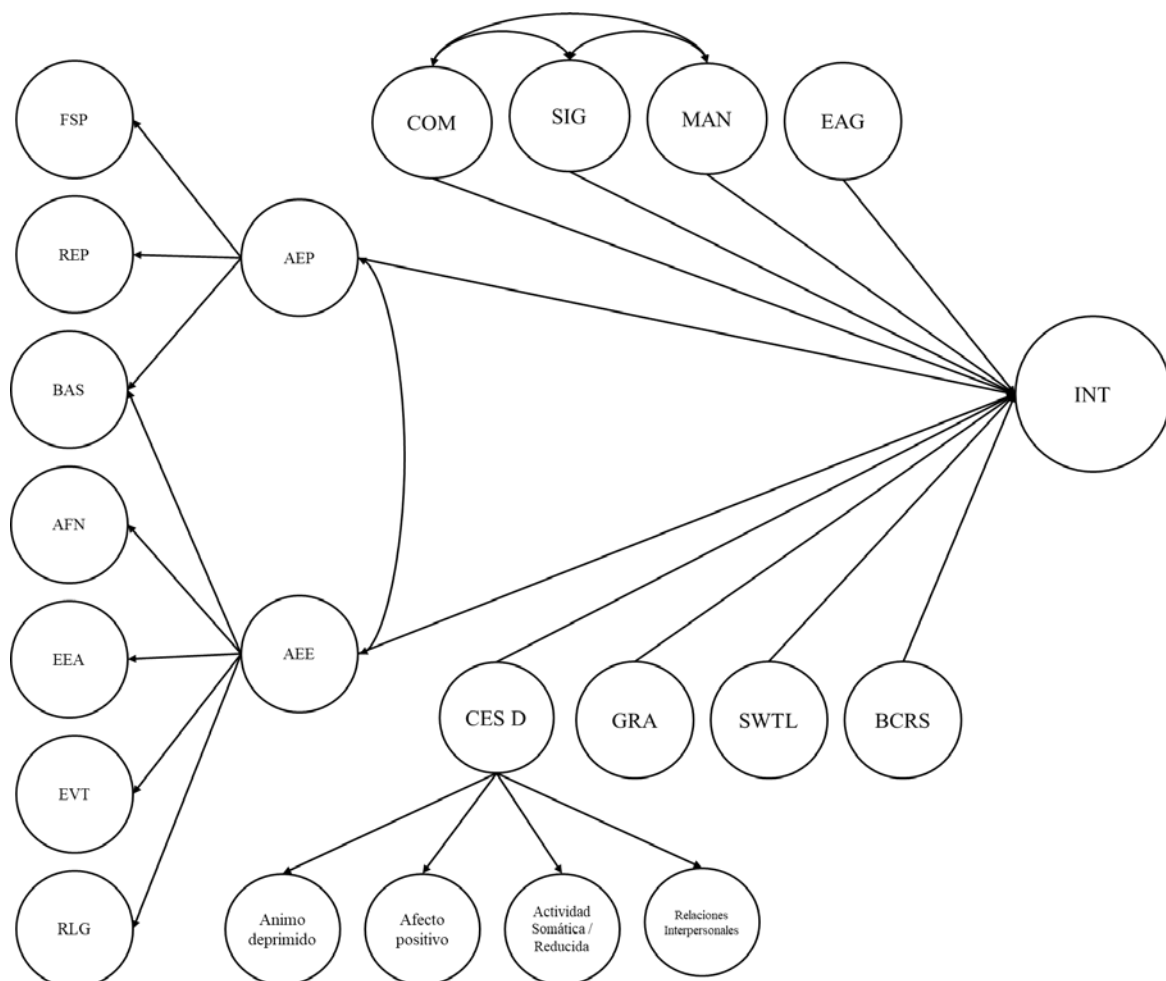 COM
SIG
MAN
EAG
FSP
REP
AEP
BAS
INT
AFN
EEA
AEE
CES D
GRA
SWTL
BCRS
EVT
RLG
Animo
deprimido
Afecto
positivo
Actividad
Somática /
Reducida
Relaciones
Interpersonales